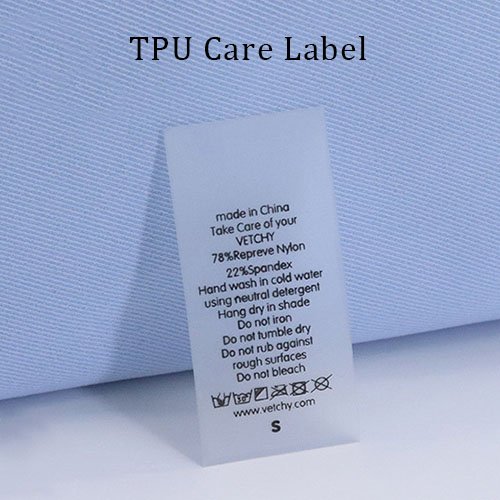 TPU Care Label
made in China
Take Care of your
VETCHY
78%Repreve Nylon
22%Spandex
Hand wash in cold water
using neutral detergent
Hang dry in shade
Do not iron
Do not tumble dry
Do not rub against
rough surfaces
Do not bleach
www.vetchy.com
S